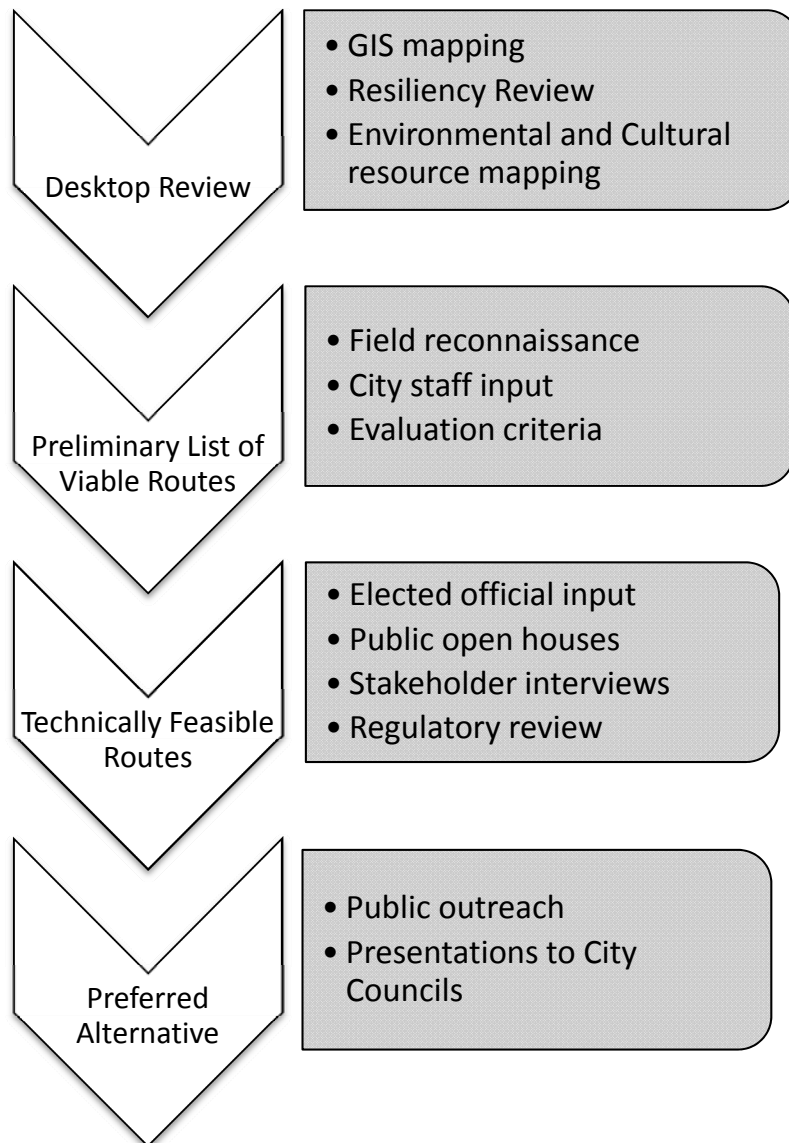 Desktop Review
• GIS mapping
• Resiliency Review
• Environmental and Cultural
resource mapping
Preliminary List of
Viable Routes
• Field reconnaissance
• City staff input
• Evaluation criteria
Technically Feasible
Routes
• Elected official input
• Public open houses
• Stakeholder interviews
• Regulatory review
Preferred
Alternative
• Public outreach
• Presentations to City
Councils